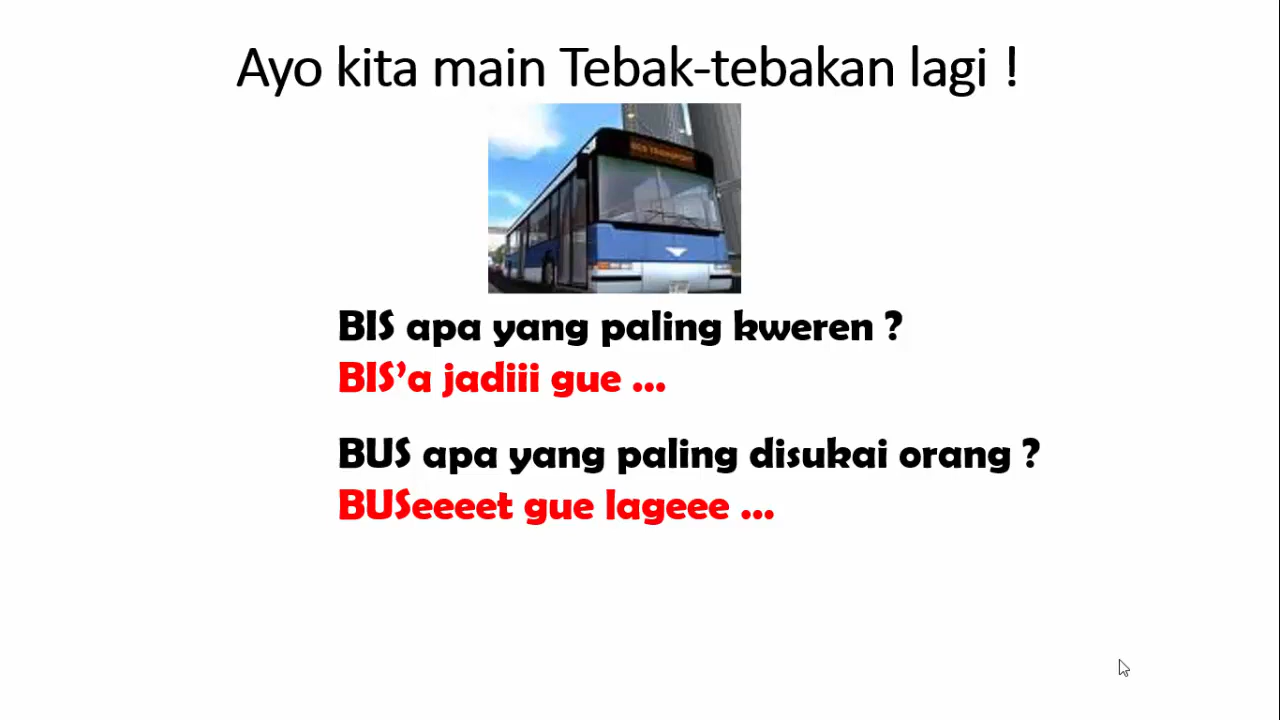 Ayo kita main Tebak-tebakan lagi !
BIS apa yang paling kweren ?
BIS'a jadiii gue ...
BUS apa yang paling disukai orang ?
BUSeeeet gue lageee ...